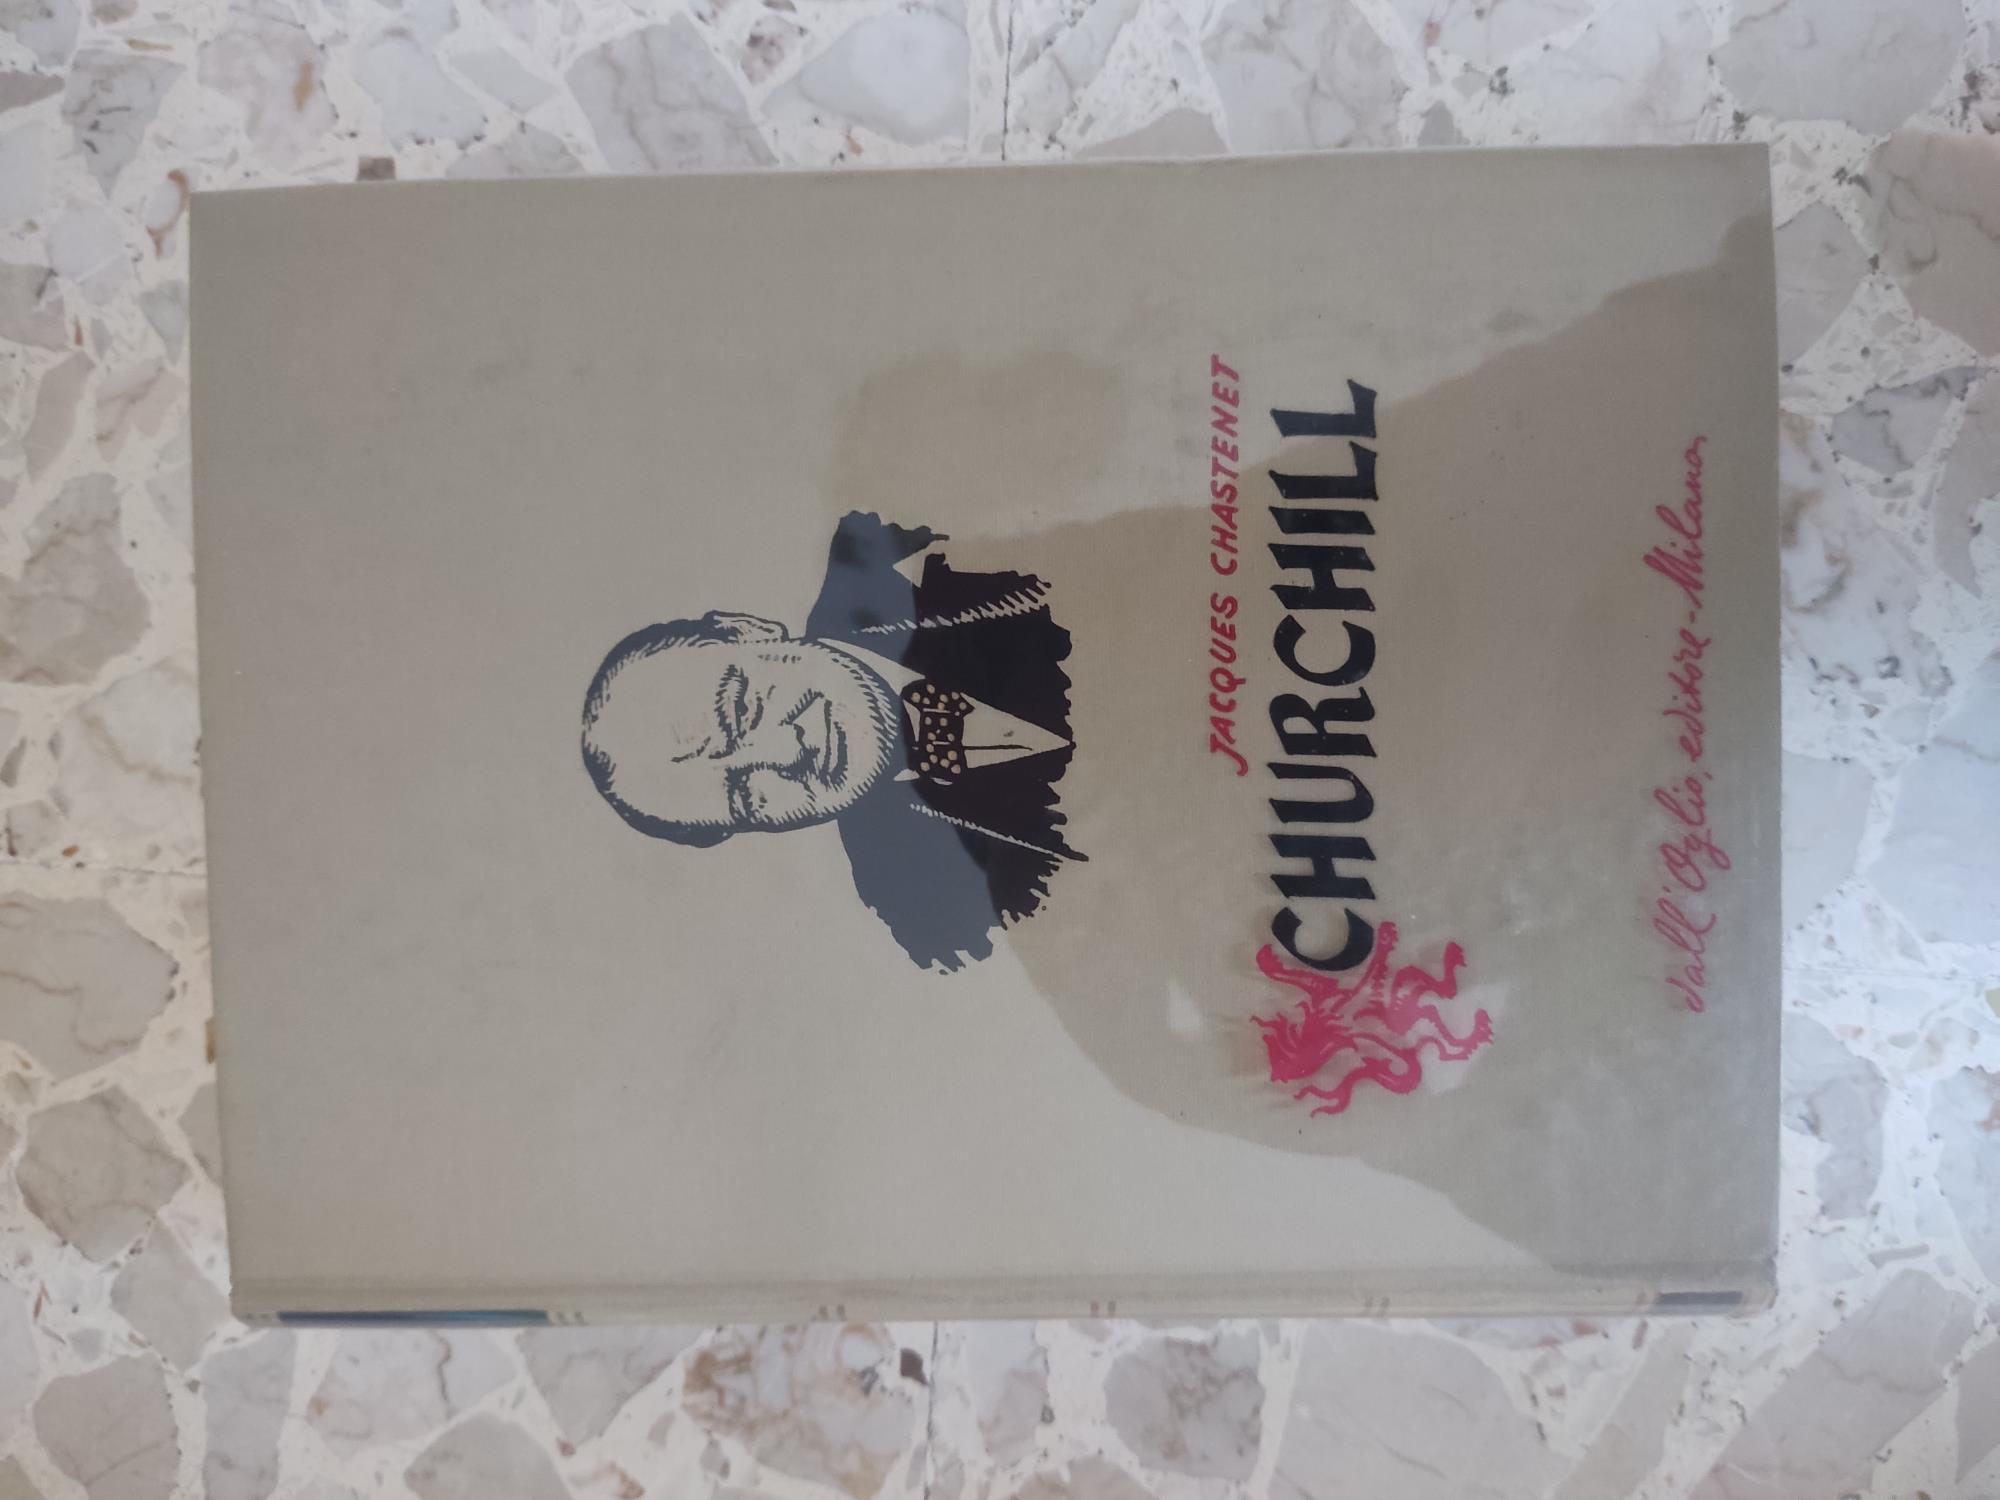 JACQUES CHASTENET
CHURCHILL
dall'Oglio, editore - Milano